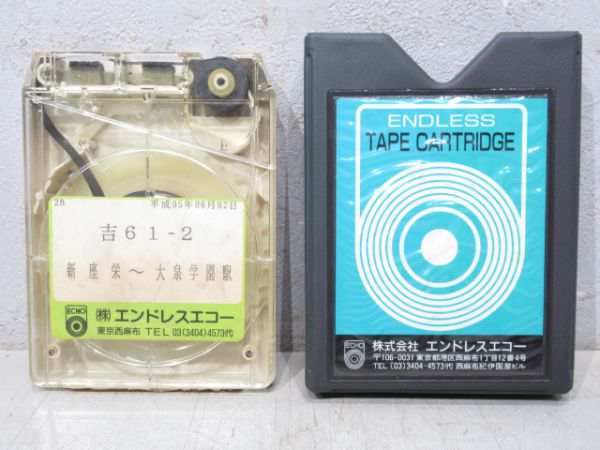 28
平成05年06月02日
吉61-2
新座栄〜大泉学園駅
ECHO
(株)エンドレスエコー
東京西麻布 TEL 03(3404)4573代
ENDLESS
TAPE CARTRIDGE
ECHO
株式会社 エンドレスエコー
〒106-0031 東京都港区西麻布1丁目12番4号
TEL (03)3404-4573代 西麻布紀伊国屋ビル